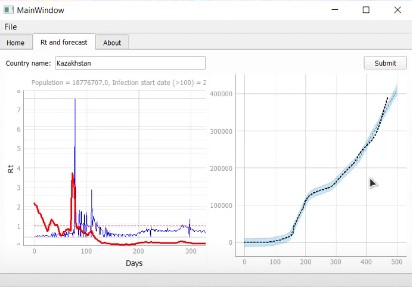 MainWindow
File
Home Rt and forecast About
Country name: Kazakhstan Submit
Population = 18776707.0, Infection start date (>100) = 2
8
7
6
5
4
3
2
1
0
Rt
0 100 200 300
Days
400000
300000
200000
100000
0
0 100 200 300 400 500